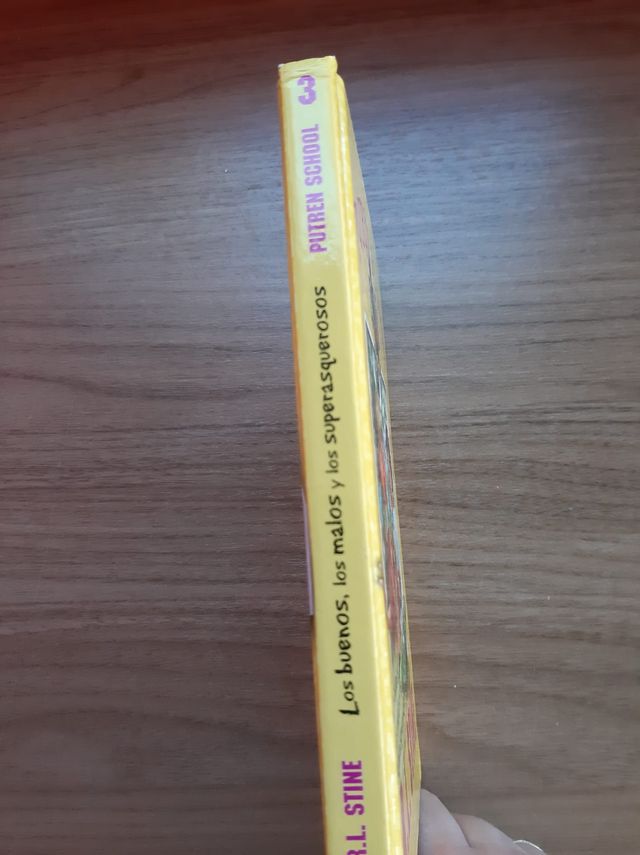 R.L. STINE
Los buenos, los malos y los superasquerosos
PUTREN SCHOOL
3